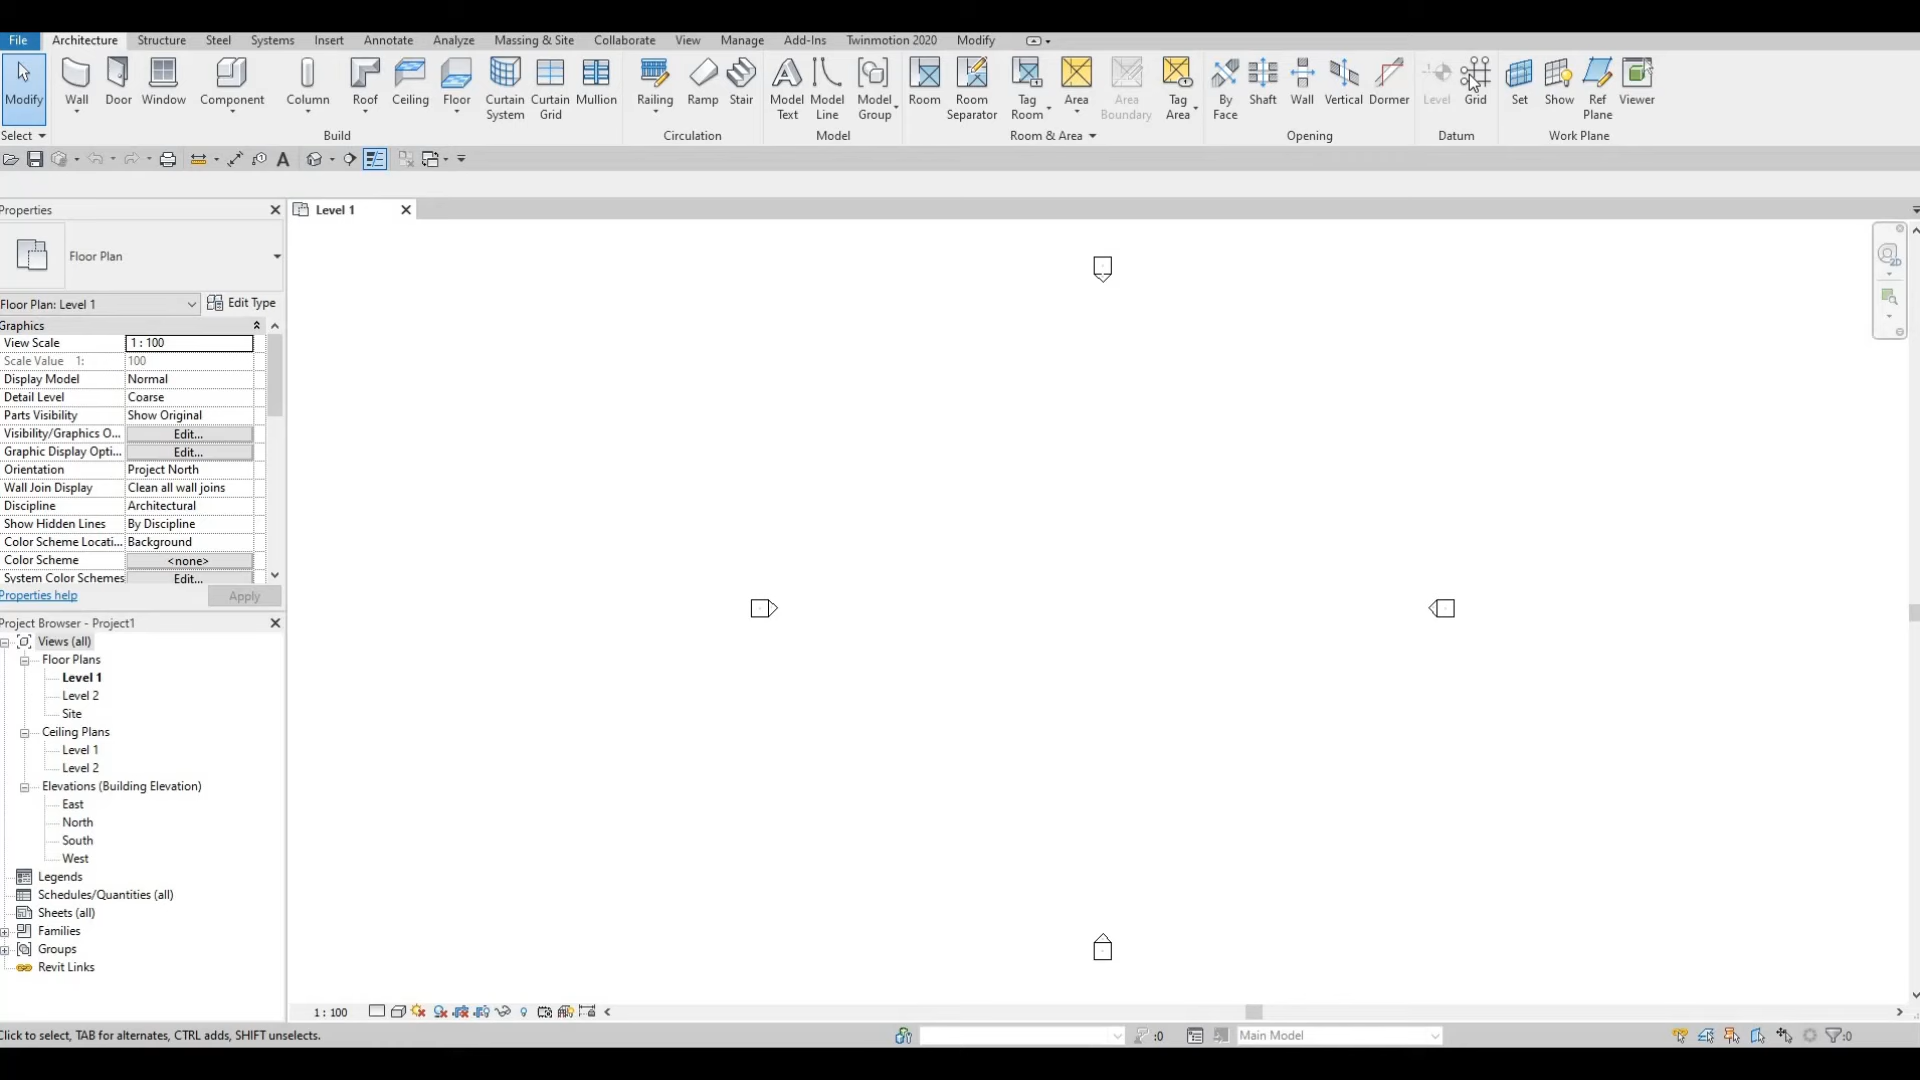 File Architecture Structure Steel Systems Insert Annotate Analyze Massing & Site Collaborate View Manage Add-Ins Twinmotion 2020 Modify
Modify Wall Door Window Component Column Roof Ceiling Floor Curtain System Curtain Grid Mullion Railing Ramp Stair Model Text Model Line Model Group Room Room Separator Tag Room Area Area Boundary Tag Area By Face Shaft Wall Vertical Dormer Level Grid Set Show Ref Plane Viewer
Select Build Circulation Model Room & Area Opening Datum Work Plane
Properties
Level 1
Floor Plan
Floor Plan: Level 1 Edit Type
Graphics
View Scale 1 : 100
Scale Value 1: 100
Display Model Normal
Detail Level Coarse
Parts Visibility Show Original
Visibility/Graphics O... Edit...
Graphic Display Opti... Edit...
Orientation Project North
Wall Join Display Clean all wall joins
Discipline Architectural
Show Hidden Lines By Discipline
Color Scheme Locati... Background
Color Scheme <none>
System Color Schemes Edit...
Properties help Apply
Project Browser - Project1
Views (all)
Floor Plans
Level 1
Level 2
Site
Ceiling Plans
Level 1
Level 2
Elevations (Building Elevation)
East
North
South
West
Legends
Schedules/Quantities (all)
Sheets (all)
Families
Groups
Revit Links
2D
1 : 100
Click to select, TAB for alternates, CTRL adds, SHIFT unselects. :0 Main Model :0